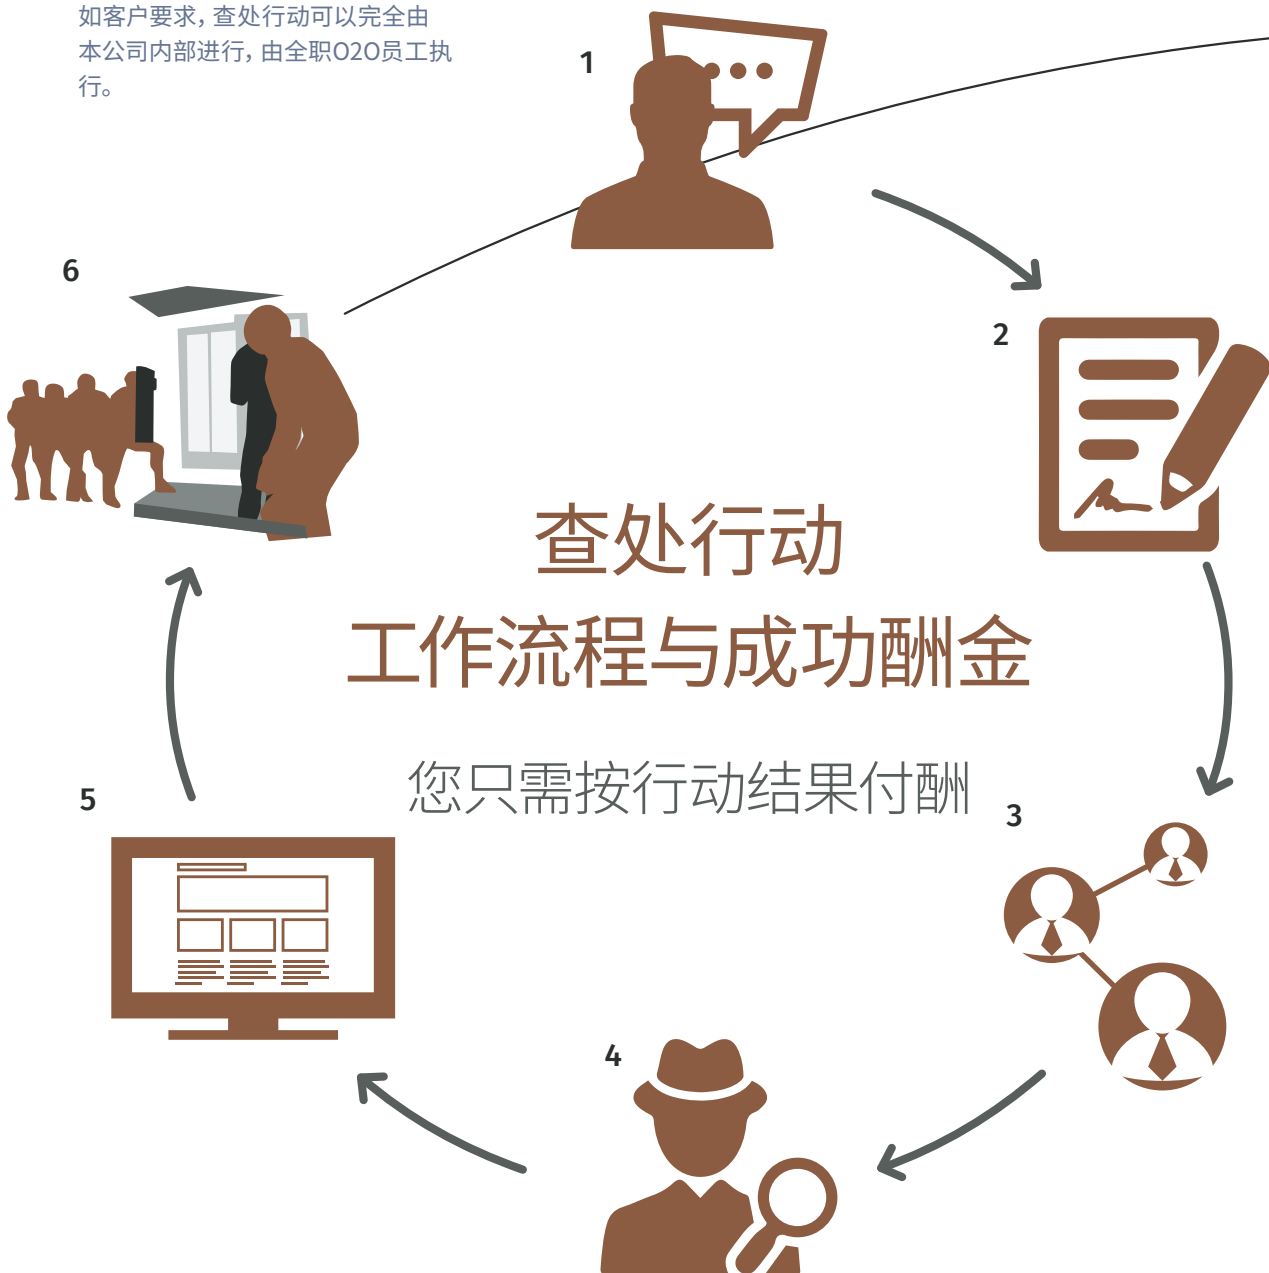 如客户要求，查处行动可以完全由
本公司内部进行，由全职O2O员工执
行。
1
6
2
查处行动
工作流程与成功酬金
您只需按行动结果付酬
5
3
4